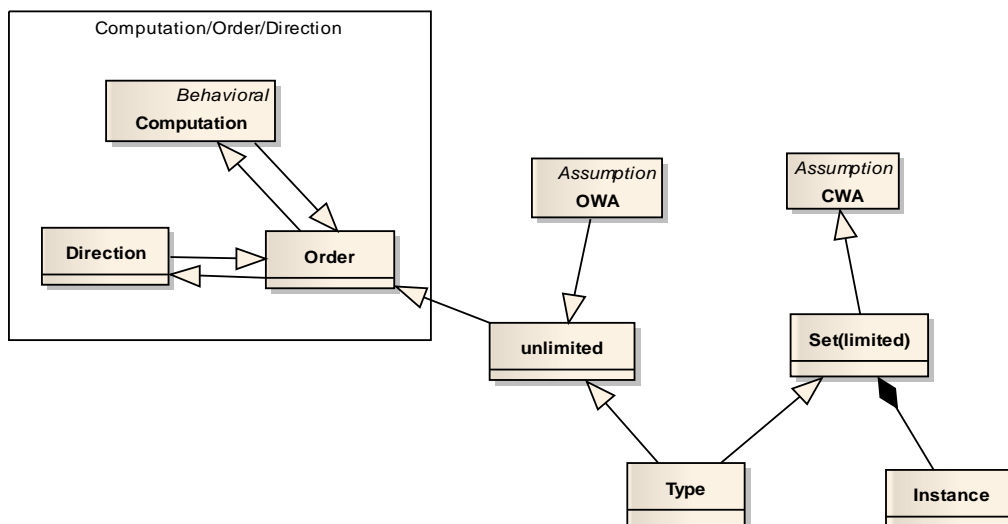 Computation/Order/Direction
Behavioral
Computation
Assumption
OWA
Assumption
CWA
Direction
Order
unlimited
Set(limited)
Type
Instance